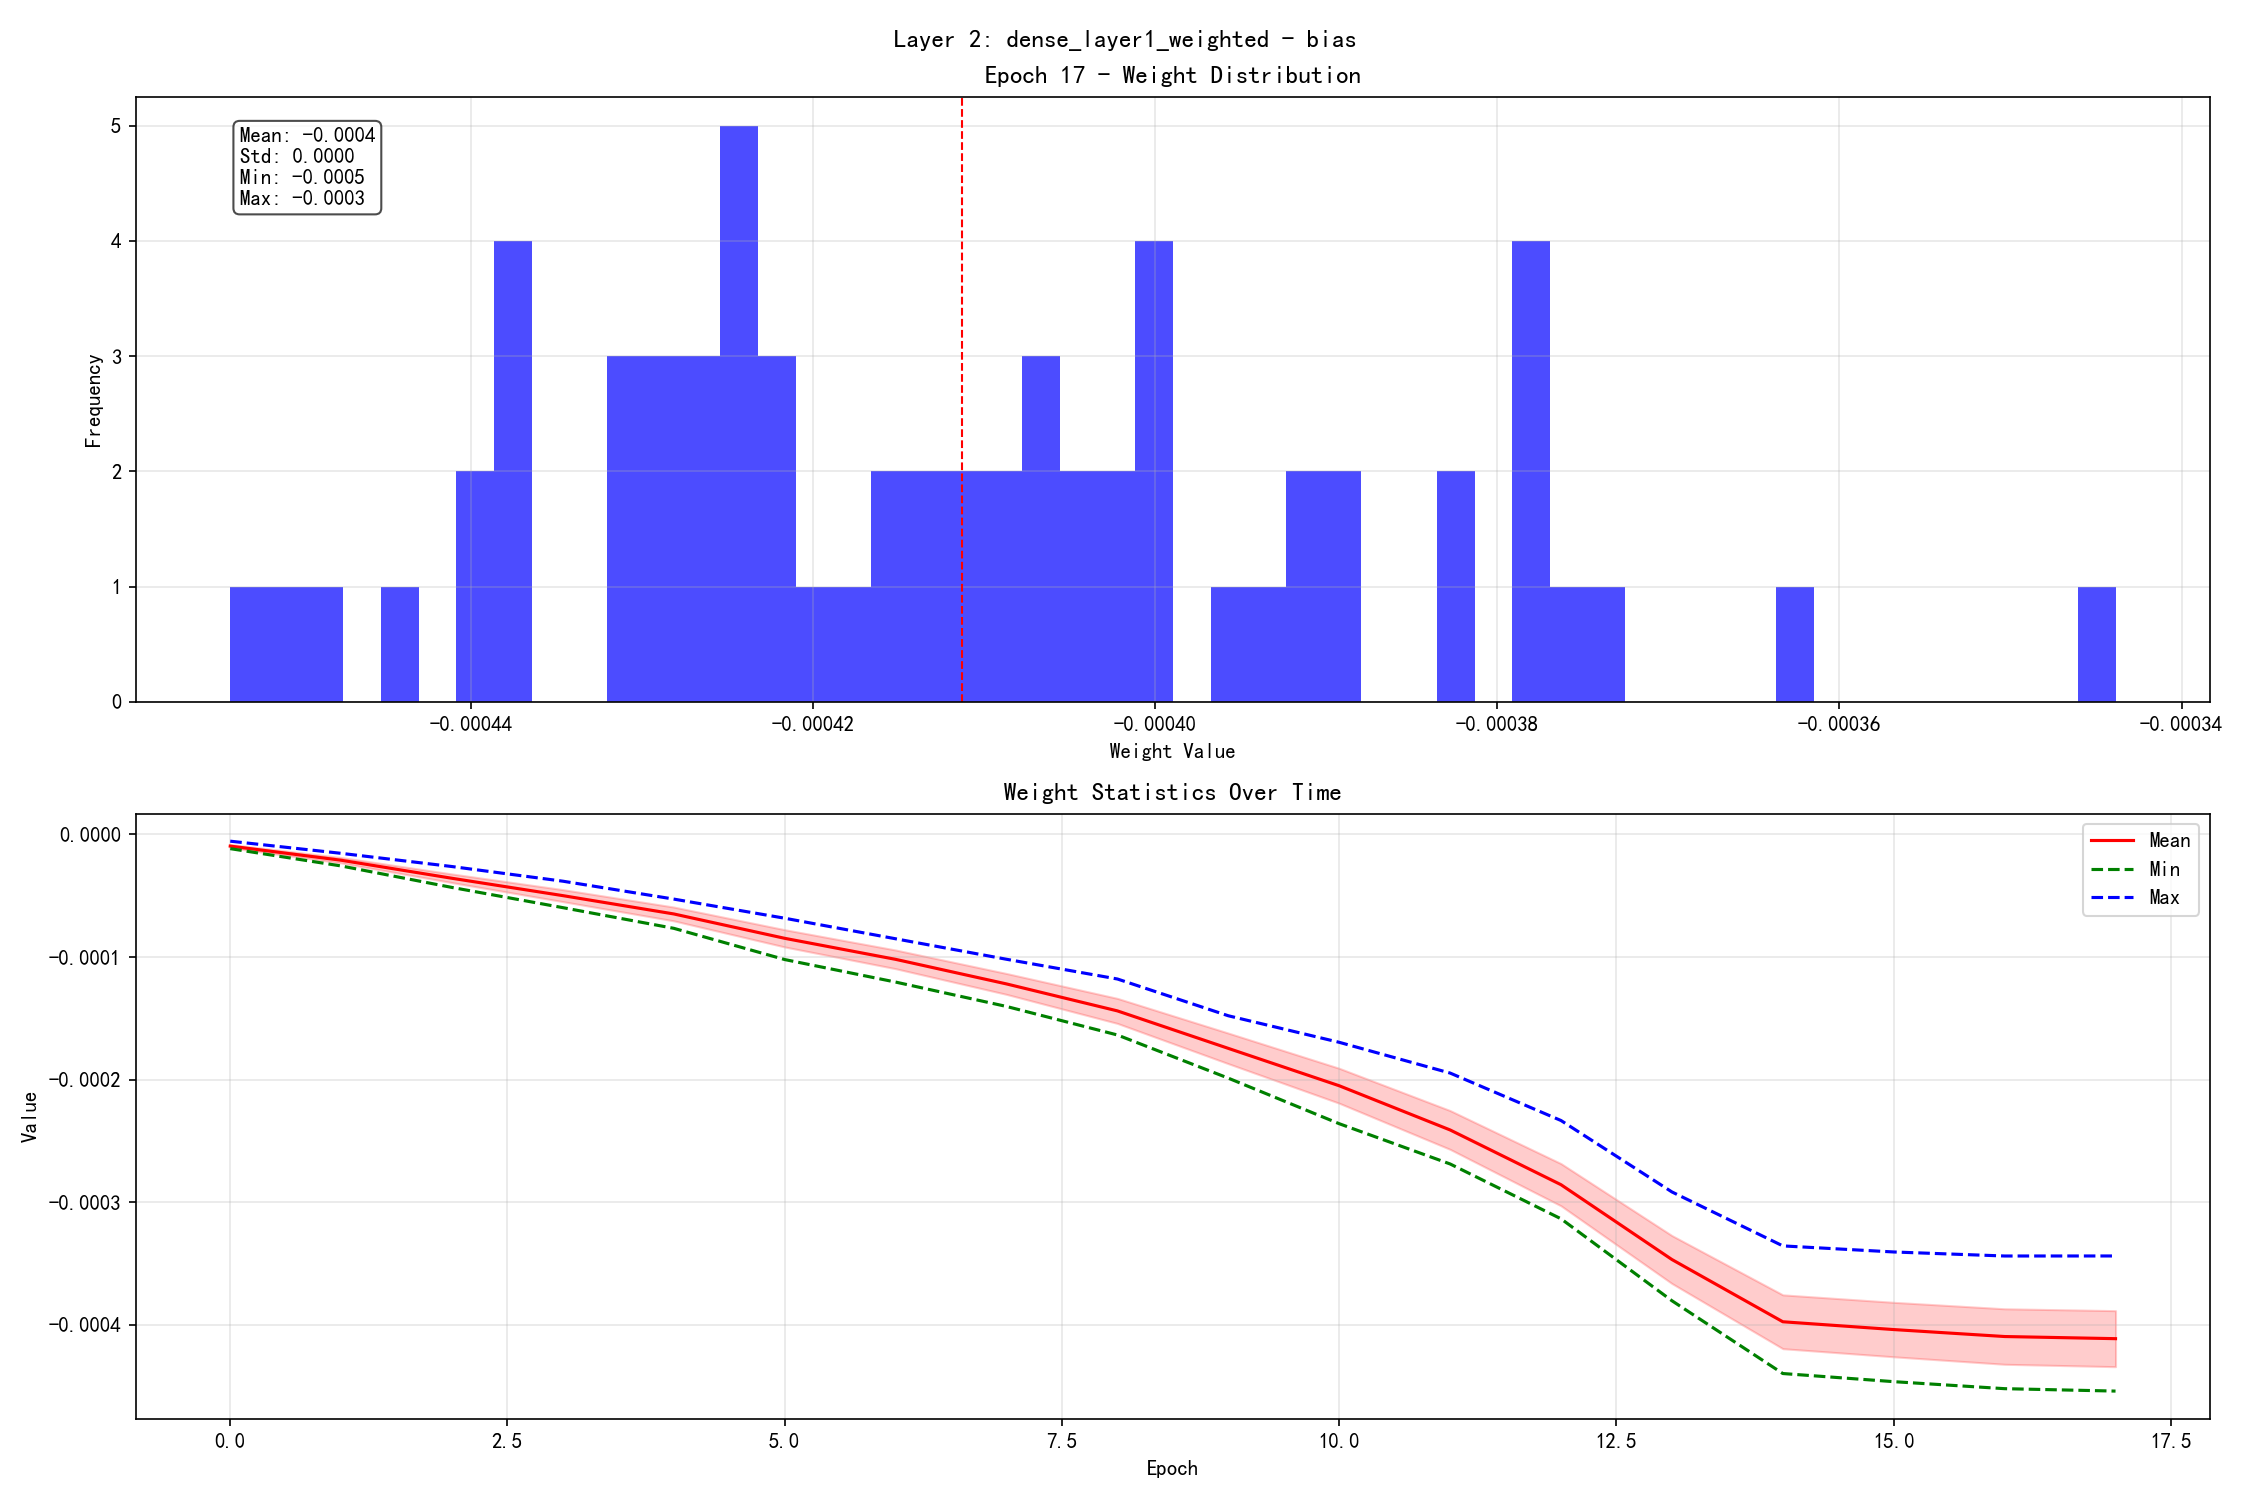 Layer 2: dense_layer1_weighted - bias
Epoch 17 - Weight Distribution
Mean: -0.0004
Std: 0.0000
Min: -0.0005
Max: -0.0003
5
4
3
2
1
0
Frequency
-0.00044 -0.00042 -0.00040 -0.00038 -0.00036 -0.00034
Weight Value
Weight Statistics Over Time
0.0000
-0.0001
-0.0002
-0.0003
-0.0004
Value
Mean
Min
Max
0.0 2.5 5.0 7.5 10.0 12.5 15.0 17.5
Epoch